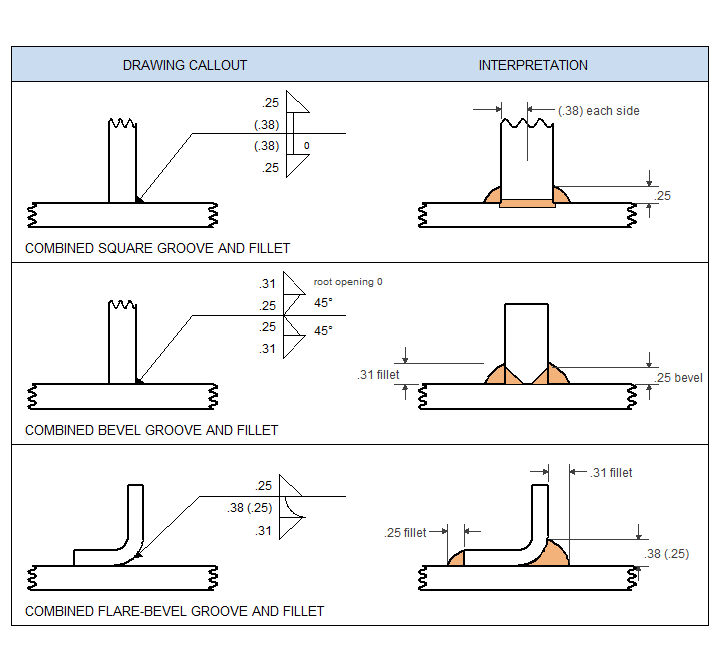 DRAWING CALLOUT
INTERPRETATION
.25
(.38)
(.38)
0
.25
(.38) each side
.25
COMBINED SQUARE GROOVE AND FILLET
.31
root opening 0
.25
45°
.25
45°
.31
.31 fillet
.25 bevel
COMBINED BEVEL GROOVE AND FILLET
.25
.38 (.25)
.31
.31 fillet
.25 fillet
.38 (.25)
COMBINED FLARE-BEVEL GROOVE AND FILLET